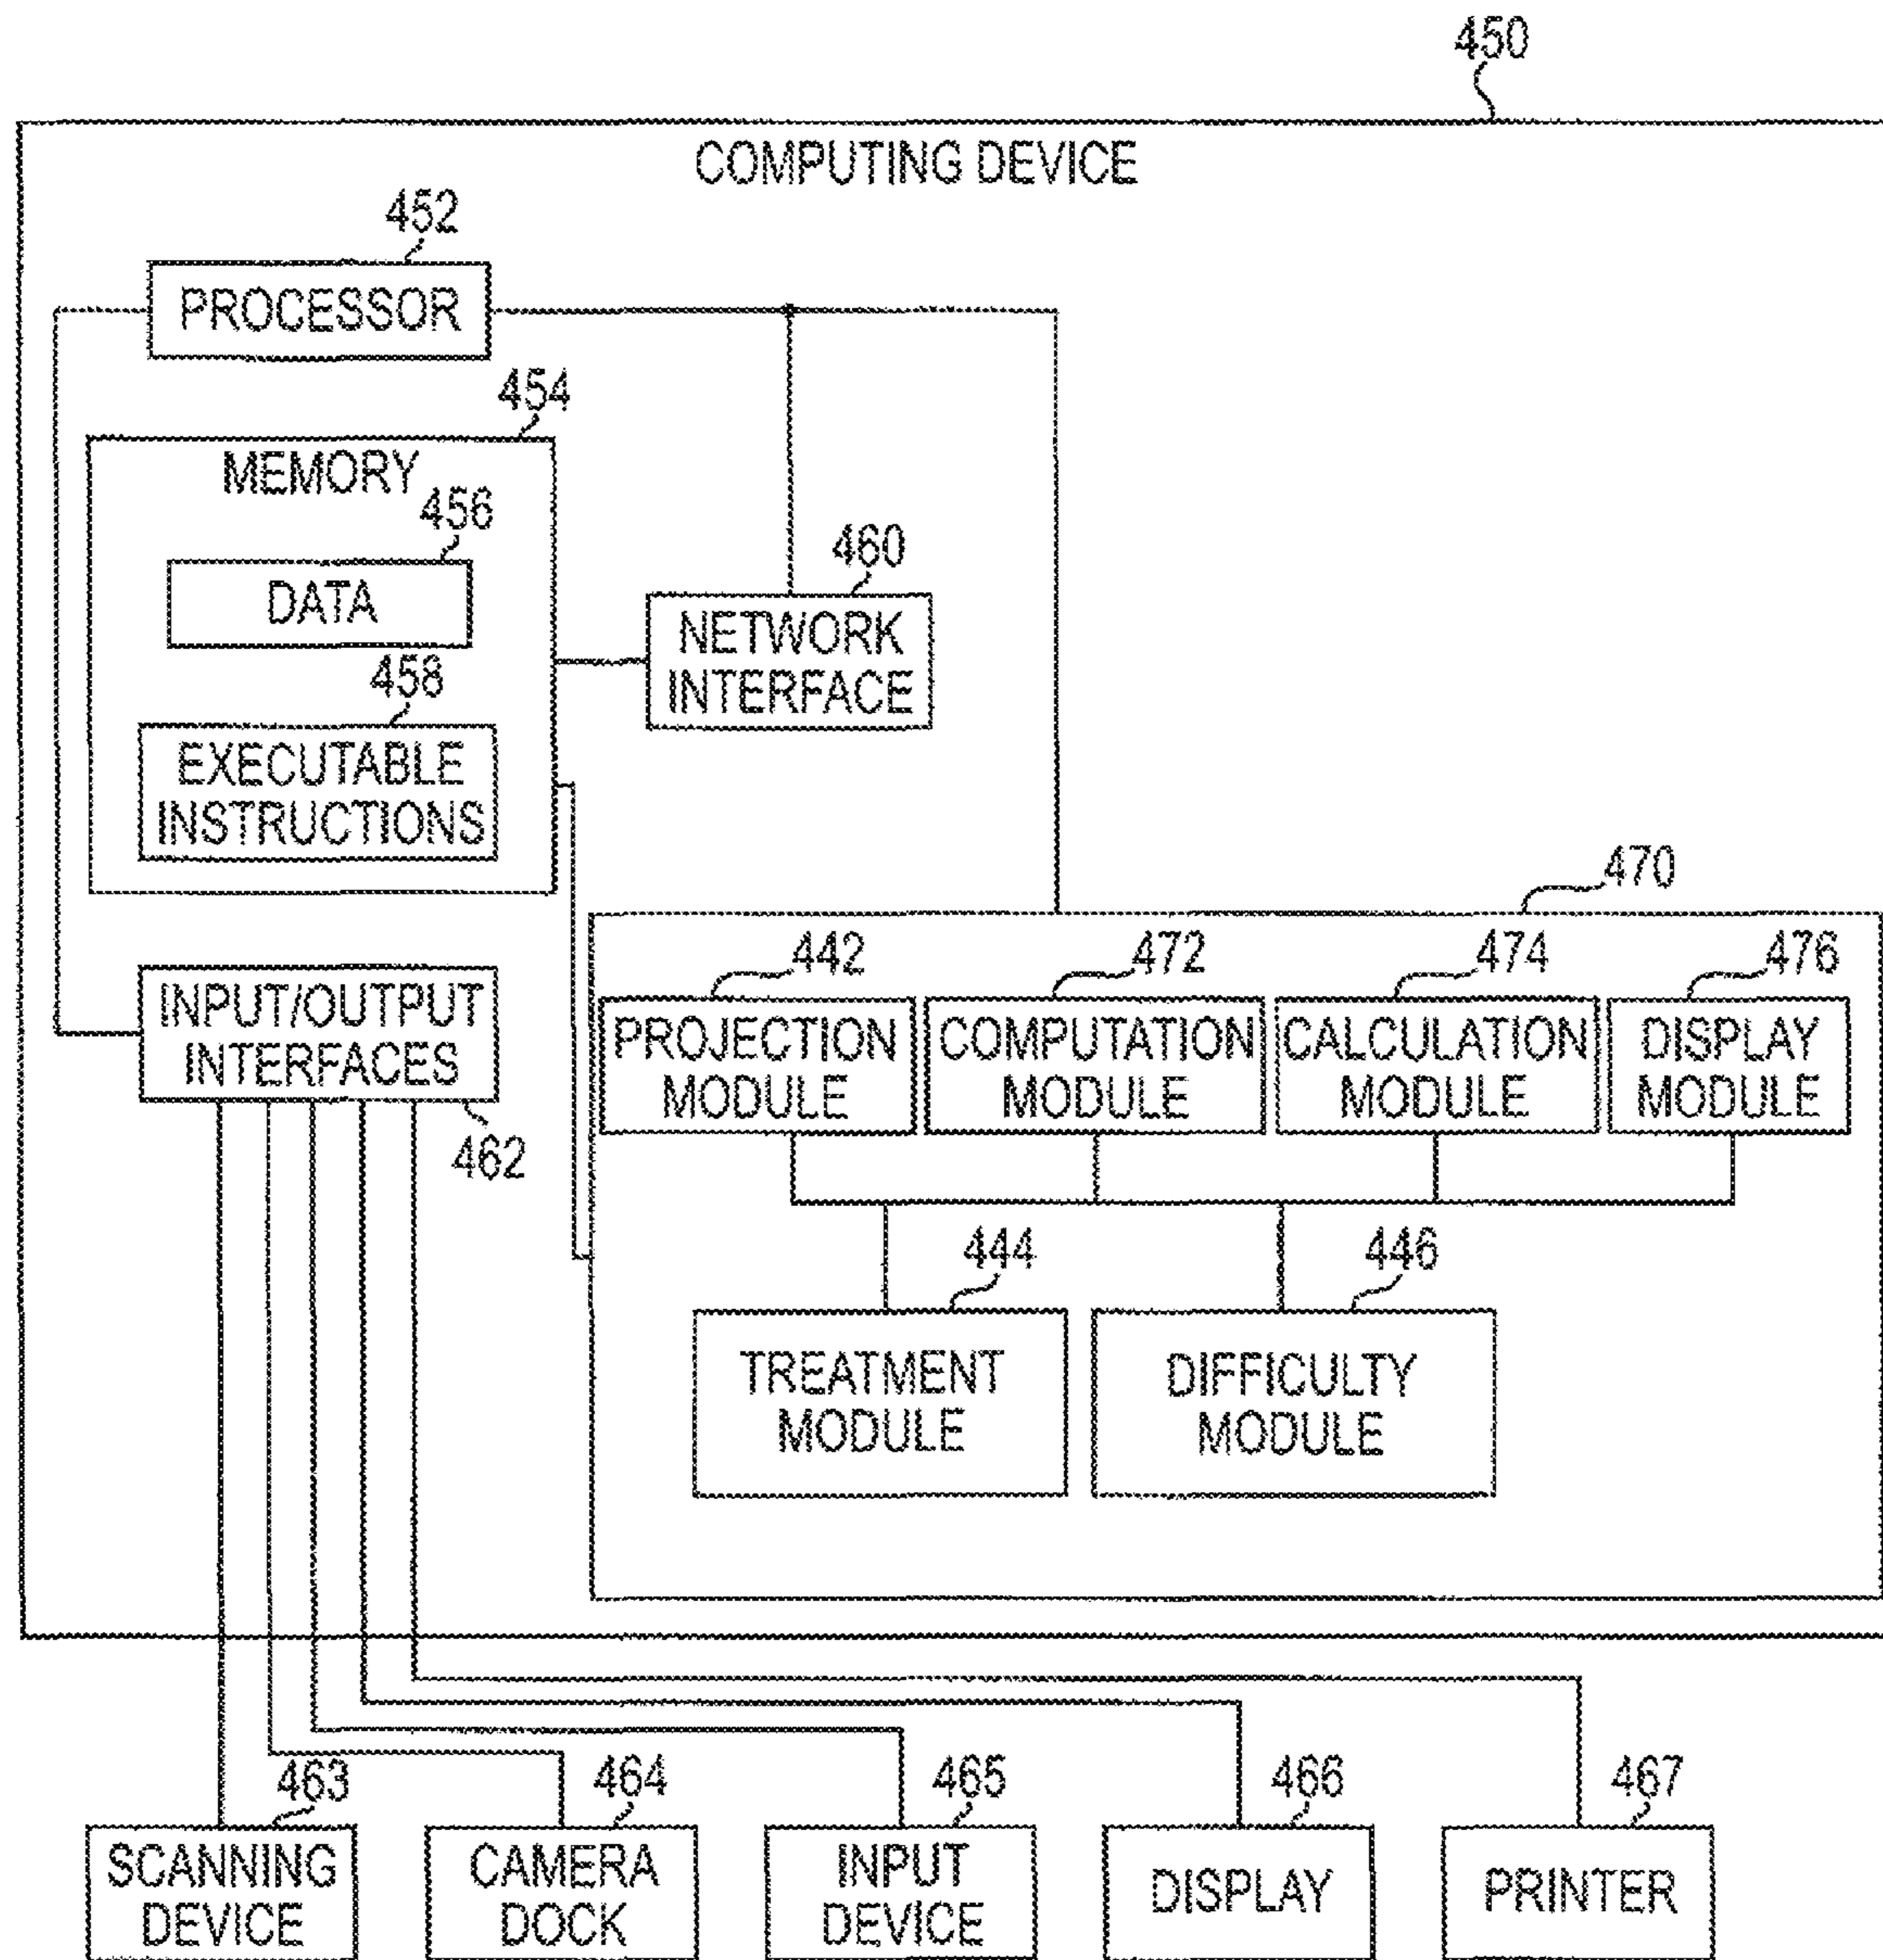 450
COMPUTING DEVICE
452
PROCESSOR
454
MEMORY
456
DATA
458
EXECUTABLE
INSTRUCTIONS
460
NETWORK
INTERFACE
INPUT/OUTPUT
INTERFACES
462
470
442
PROJECTION
MODULE
472
COMPUTATION
MODULE
474
CALCULATION
MODULE
476
DISPLAY
MODULE
444
TREATMENT
MODULE
446
DIFFICULTY
MODULE
463
SCANNING
DEVICE
464
CAMERA
DOCK
465
INPUT
DEVICE
466
DISPLAY
467
PRINTER